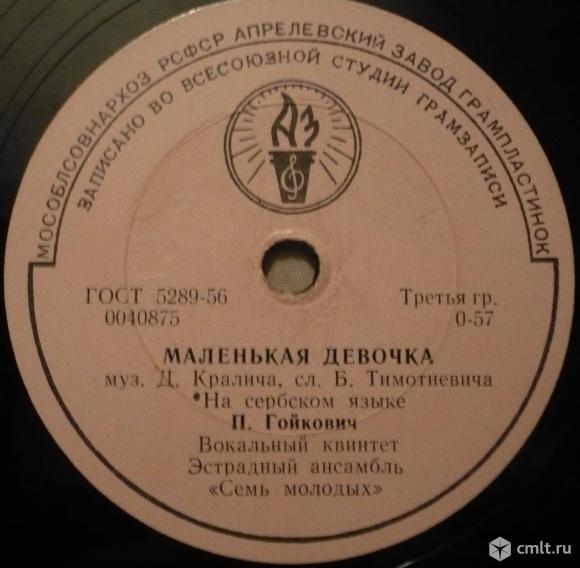 МОСОБЛСОВНАРХОЗ РСФСР АПРЕЛЕВСКИЙ ЗАВОД ГРАМПЛАСТИНОК
ЗАПИСАНО ВО ВСЕСОЮЗНОЙ СТУДИИ ГРАМЗАПИСИ
АЗ
ГОСТ 5289-56
0040875
Третья гр.
0-57
МАЛЕНЬКАЯ ДЕВОЧКА
муз. Д. Кралича, сл. Б. Тимотиевича
На сербском языке
П. Гойкович
Вокальный квинтет
Эстрадный ансамбль
«Семь молодых»
cmlt.ru